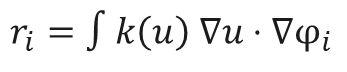 rᵢ = ∫ k(u) ∇u · ∇φᵢ